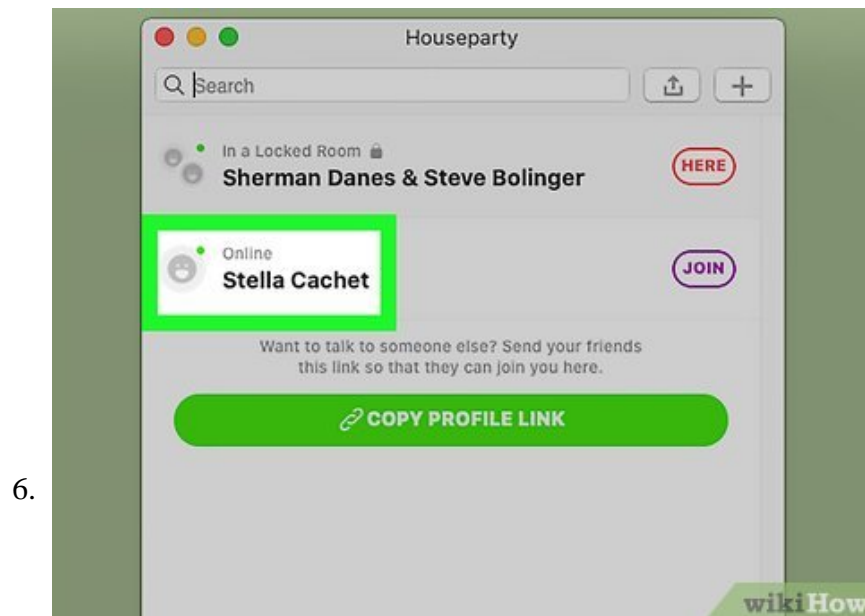 Houseparty
Search
In a Locked Room
Sherman Danes & Steve Bolinger
HERE
Online
Stella Cachet
JOIN
Want to talk to someone else? Send your friends
this link so that they can join you here.
COPY PROFILE LINK
6.
wikiHow